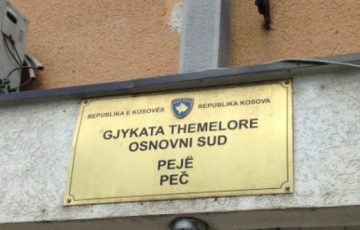 REPUBLIKA E KOSOVËS REPUBLIKA KOSOVA
GJYKATA THEMELORE
OSNOVNI SUD
PEJË
PEČ